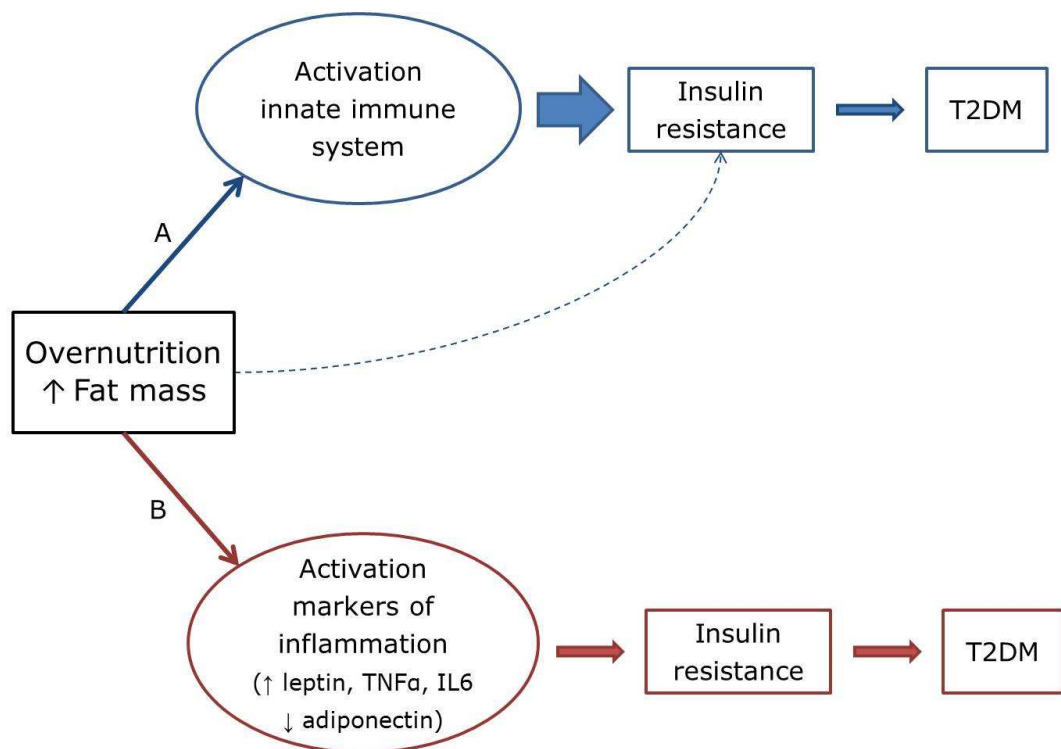 Activation
innate immune
system
Insulin
resistance
T2DM
A
Overnutrition
↑ Fat mass
B
Activation
markers of
inflammation
(↑ leptin, TNFα, IL6
↓ adiponectin)
Insulin
resistance
T2DM